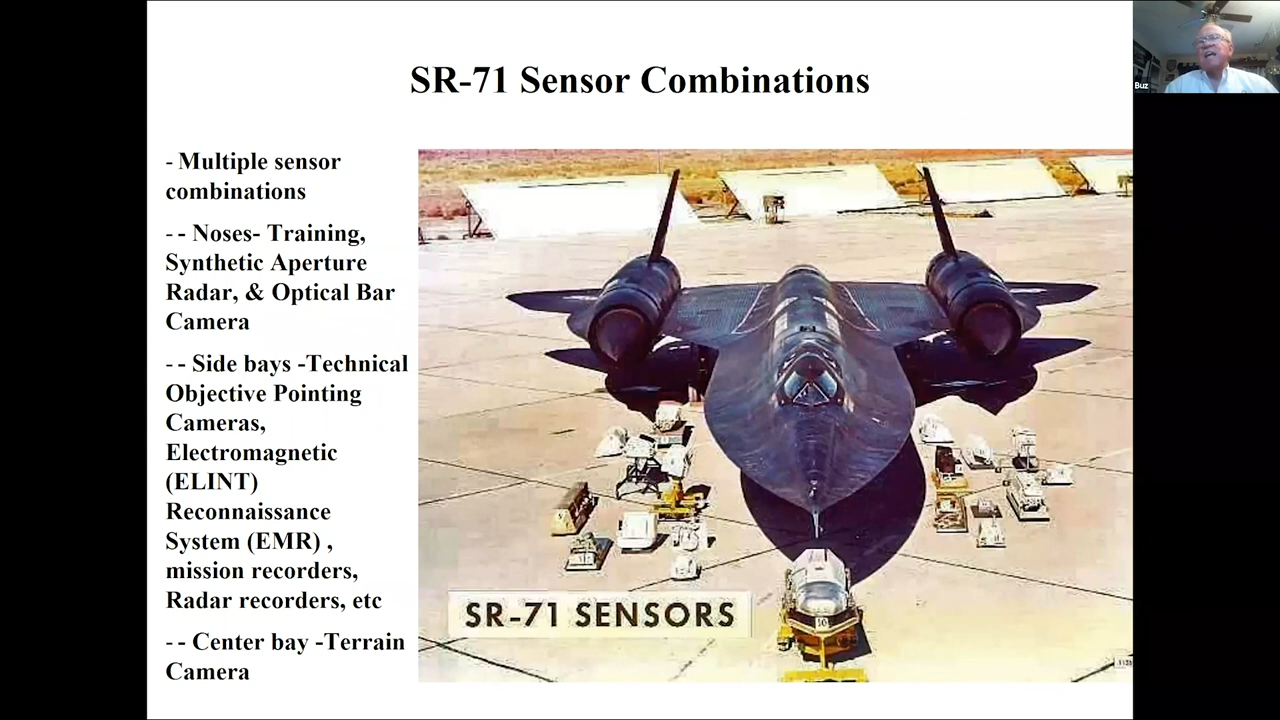 SR-71 Sensor Combinations
- Multiple sensor
combinations
- - Noses- Training,
Synthetic Aperture
Radar, & Optical Bar
Camera
- - Side bays -Technical
Objective Pointing
Cameras,
Electromagnetic
(ELINT)
Reconnaissance
System (EMR) ,
mission recorders,
Radar recorders, etc
- - Center bay -Terrain
Camera
SR-71 SENSORS
Buz